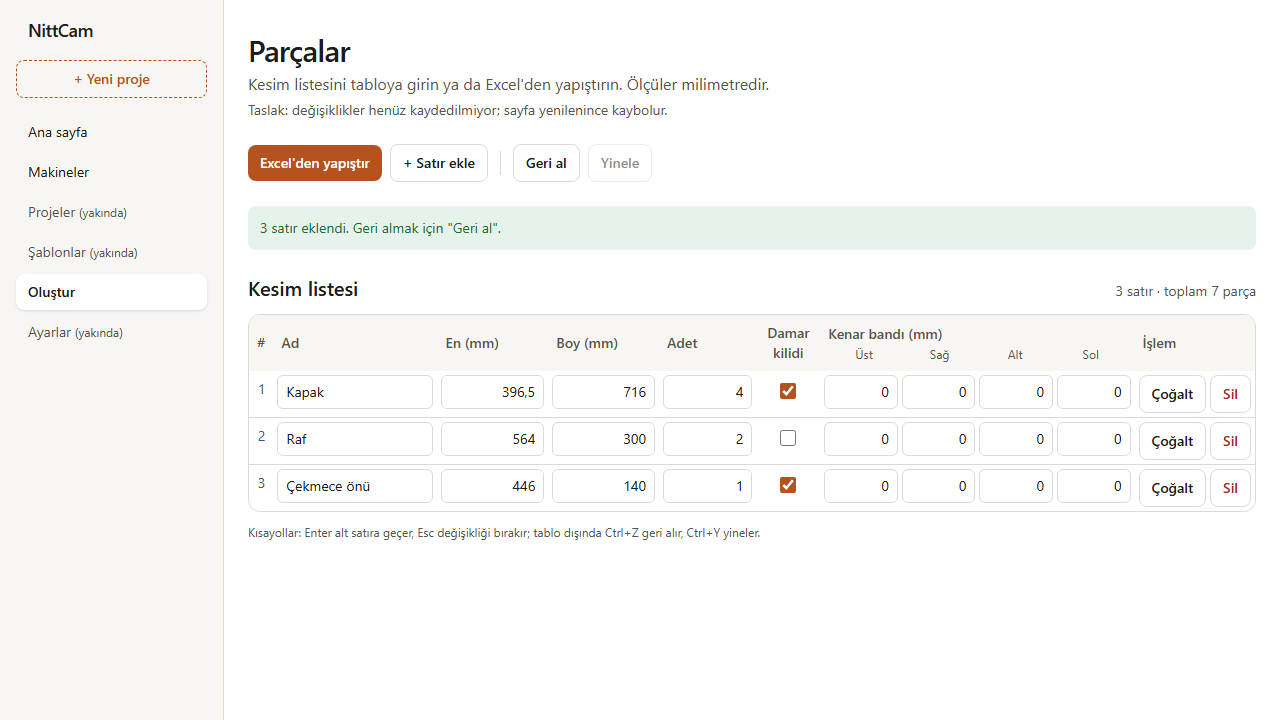 NittCam
+ Yeni proje
Ana sayfa
Makineler
Projeler (yakında)
Şablonlar (yakında)
Oluştur
Ayarlar (yakında)
Parçalar
Kesim listesini tabloya girin ya da Excel'den yapıştırın. Ölçüler milimetredir.
Taslak: değişiklikler henüz kaydedilmiyor; sayfa yenilenince kaybolur.
Excel'den yapıştır + Satır ekle Geri al Yinele
3 satır eklendi. Geri almak için "Geri al".
Kesim listesi 3 satır · toplam 7 parça
# Ad En (mm) Boy (mm) Adet Damar kilidi Kenar bandı (mm) İşlem
Üst Sağ Alt Sol
1 Kapak 396,5 716 4 0 0 0 0 Çoğalt Sil
2 Raf 564 300 2 0 0 0 0 Çoğalt Sil
3 Çekmece önü 446 140 1 0 0 0 0 Çoğalt Sil
Kısayollar: Enter alt satıra geçer, Esc değişikliği bırakır; tablo dışında Ctrl+Z geri alır, Ctrl+Y yineler.